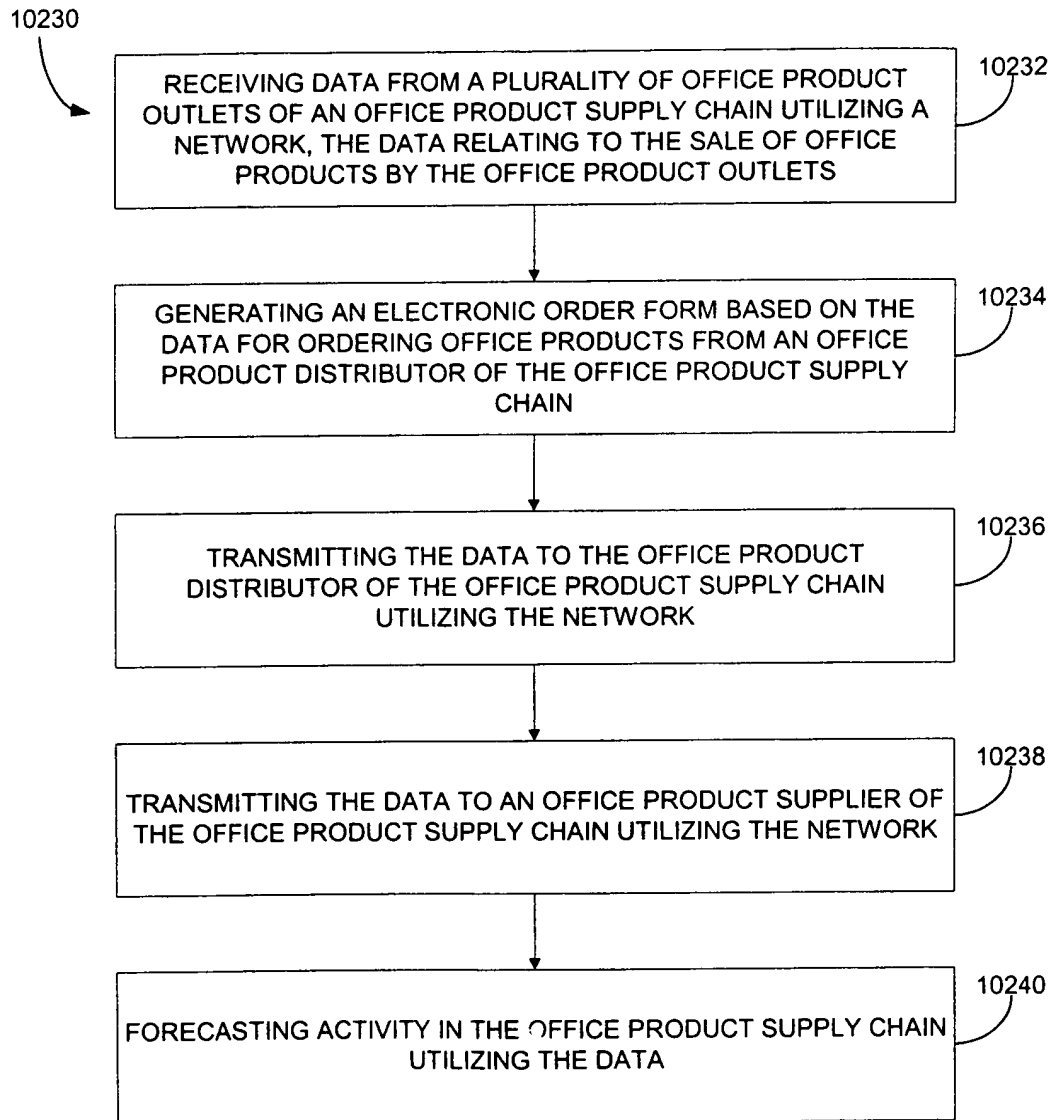 10230
RECEIVING DATA FROM A PLURALITY OF OFFICE PRODUCT
OUTLETS OF AN OFFICE PRODUCT SUPPLY CHAIN UTILIZING A
NETWORK, THE DATA RELATING TO THE SALE OF OFFICE
PRODUCTS BY THE OFFICE PRODUCT OUTLETS
10232
GENERATING AN ELECTRONIC ORDER FORM BASED ON THE
DATA FOR ORDERING OFFICE PRODUCTS FROM AN OFFICE
PRODUCT DISTRIBUTOR OF THE OFFICE PRODUCT SUPPLY
CHAIN
10234
TRANSMITTING THE DATA TO THE OFFICE PRODUCT
DISTRIBUTOR OF THE OFFICE PRODUCT SUPPLY CHAIN
UTILIZING THE NETWORK
10236
TRANSMITTING THE DATA TO AN OFFICE PRODUCT SUPPLIER OF
THE OFFICE PRODUCT SUPPLY CHAIN UTILIZING THE NETWORK
10238
FORECASTING ACTIVITY IN THE OFFICE PRODUCT SUPPLY CHAIN
UTILIZING THE DATA
10240